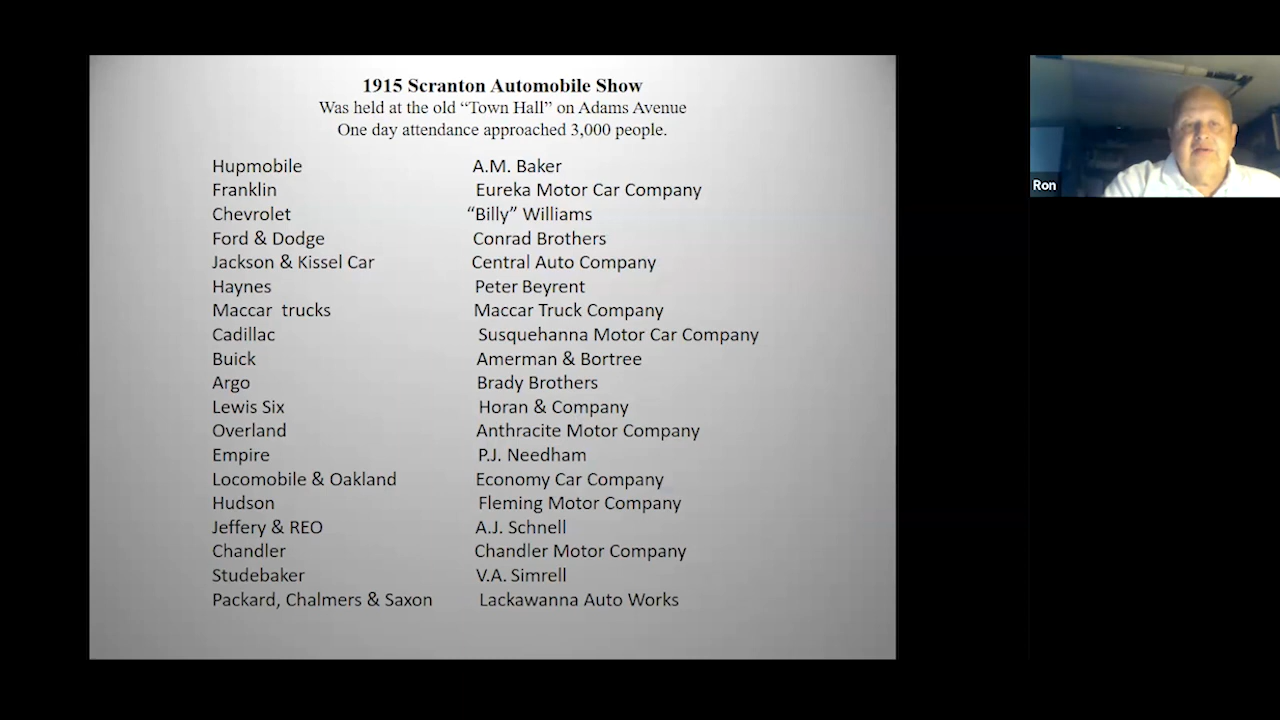 1915 Scranton Automobile Show
Was held at the old “Town Hall” on Adams Avenue
One day attendance approached 3,000 people.
Hupmobile A.M. Baker
Franklin Eureka Motor Car Company
Chevrolet “Billy” Williams
Ford & Dodge Conrad Brothers
Jackson & Kissel Car Central Auto Company
Haynes Peter Beyrent
Maccar trucks Maccar Truck Company
Cadillac Susquehanna Motor Car Company
Buick Amerman & Bortree
Argo Brady Brothers
Lewis Six Horan & Company
Overland Anthracite Motor Company
Empire P.J. Needham
Locomobile & Oakland Economy Car Company
Hudson Fleming Motor Company
Jeffery & REO A.J. Schnell
Chandler Chandler Motor Company
Studebaker V.A. Simrell
Packard, Chalmers & Saxon Lackawanna Auto Works
Ron